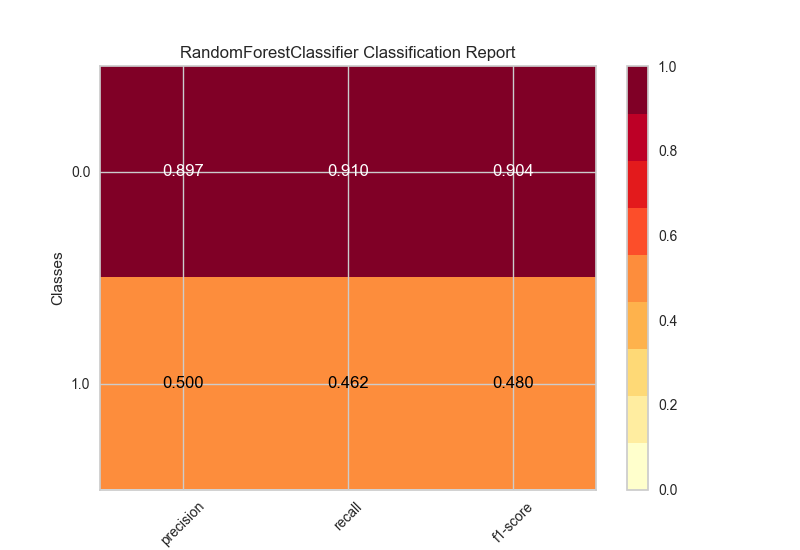 RandomForestClassifier Classification Report
1.0
0.0 0.897 0.910 0.904
0.8
0.6
Classes
0.4
1.0 0.500 0.462 0.480
0.2
0.0
precision recall f1-score